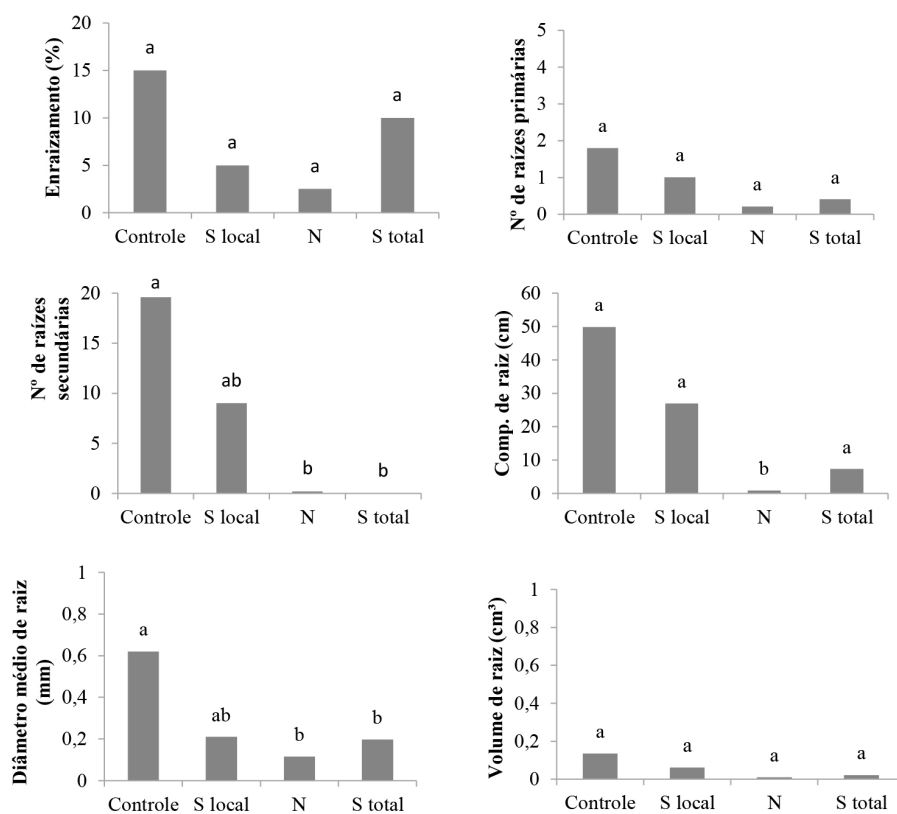 Enraizamento (%)
20
15
10
5
0
a
a
a
a
Controle S local N S total
Nº de raízes primárias
5
4
3
2
1
0
a
a
a
a
Controle S local N S total
Nº de raízes
secundárias
20
10
5
0
a
ab
b
b
Controle S local N S total
Comp. de raiz (cm)
60
50
40
30
20
10
0
a
a
b
a
Controle S local N S total
Diâmetro médio de raiz
(mm)
1
0,8
0,6
0,4
0,2
0
a
ab
b
b
Controle S local N S total
Volume de raiz (cm³)
1
0,8
0,6
0,4
0,2
0
a
a
a
a
Controle S local N S total